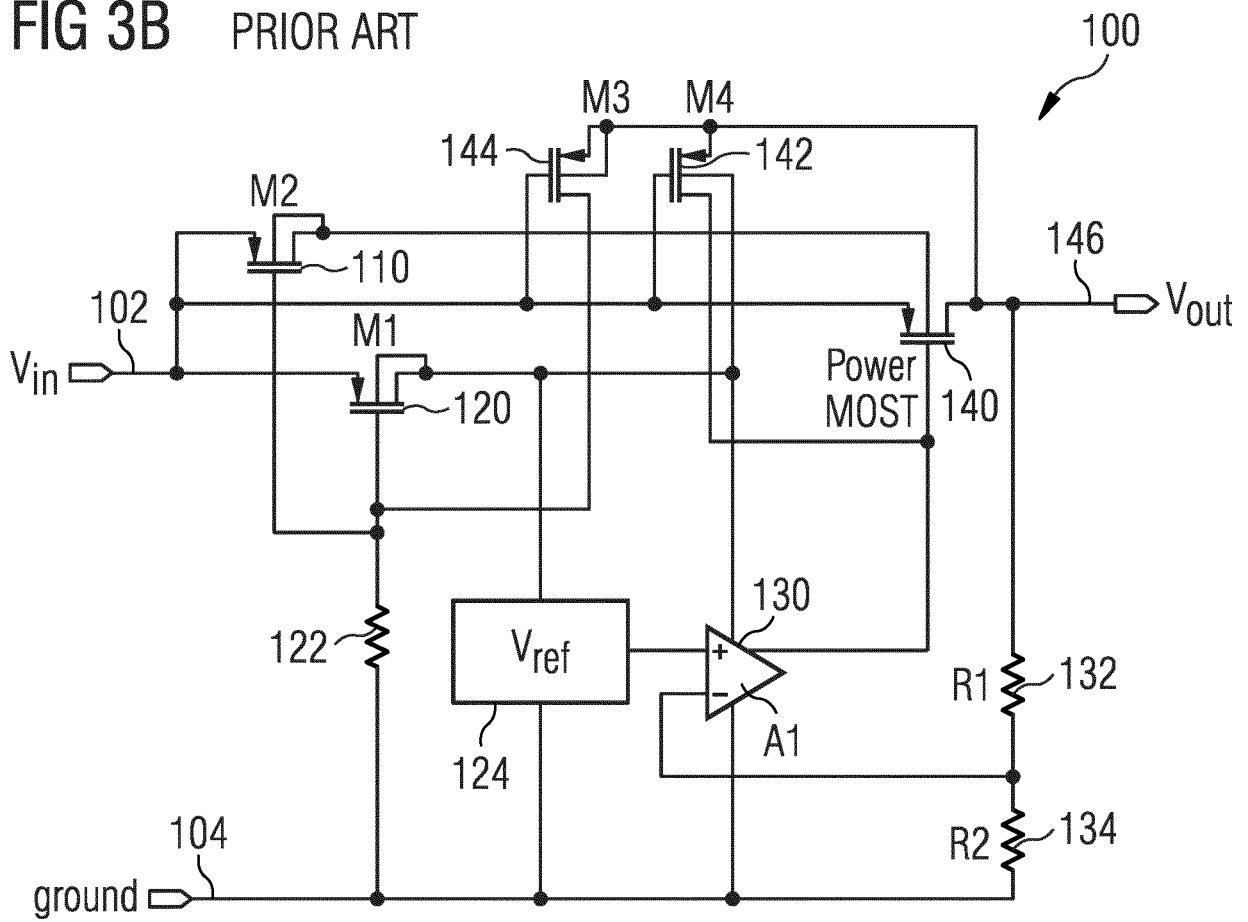 FIG 3B PRIOR ART
100
M3 M4
144 142
M2
110
146
102
M1
Vin
Vout
120
Power
MOST 140
122
Vref
130
+
−
A1
124
R1 132
R2 134
104
ground